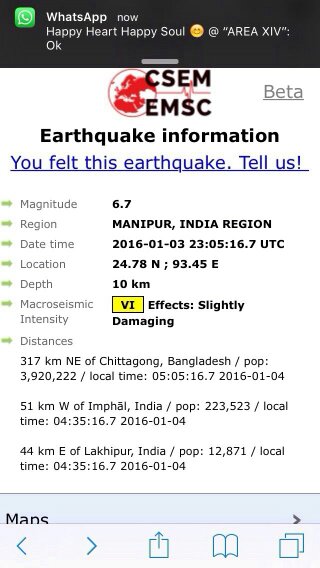 WhatsApp now
Happy Heart Happy Soul 😊 @ “AREA XIV”:
Ok
CSEM
EMSC
Beta
Earthquake information
You felt this earthquake. Tell us!
Magnitude 6.7
Region MANIPUR, INDIA REGION
Date time 2016-01-03 23:05:16.7 UTC
Location 24.78 N ; 93.45 E
Depth 10 km
Macroseismic VI Effects: Slightly
Intensity Damaging
Distances
317 km NE of Chittagong, Bangladesh / pop:
3,920,222 / local time: 05:05:16.7 2016-01-04
51 km W of Imphāl, India / pop: 223,523 / local
time: 04:35:16.7 2016-01-04
44 km E of Lakhipur, India / pop: 12,871 / local
time: 04:35:16.7 2016-01-04
Maps